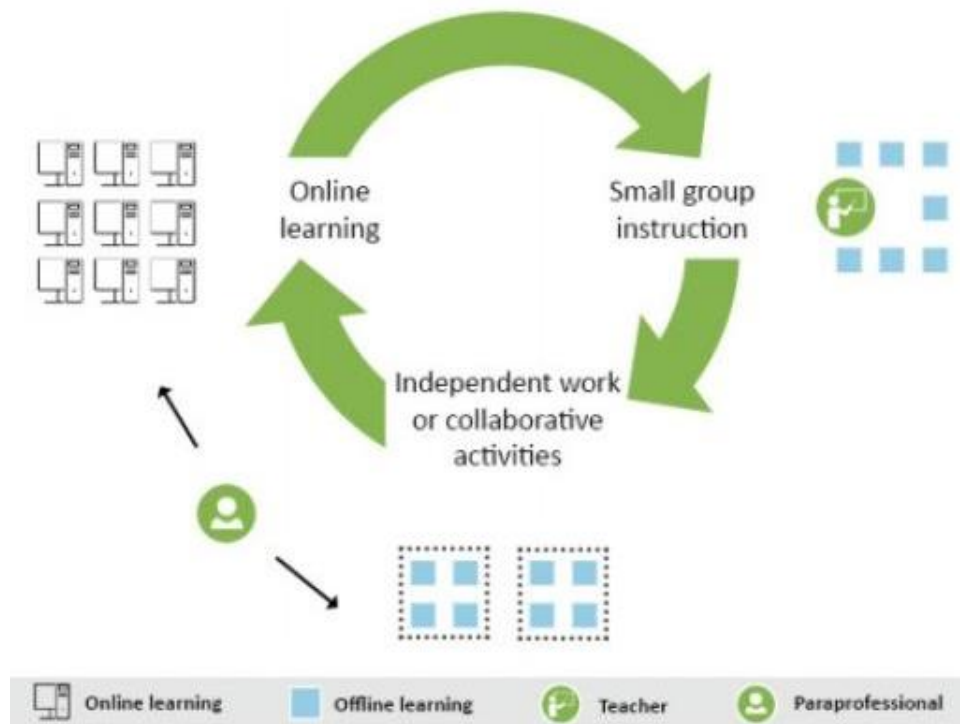 Online
learning
Small group
instruction
Independent work
or collaborative
activities
Online learning
Offline learning
Teacher
Paraprofessional